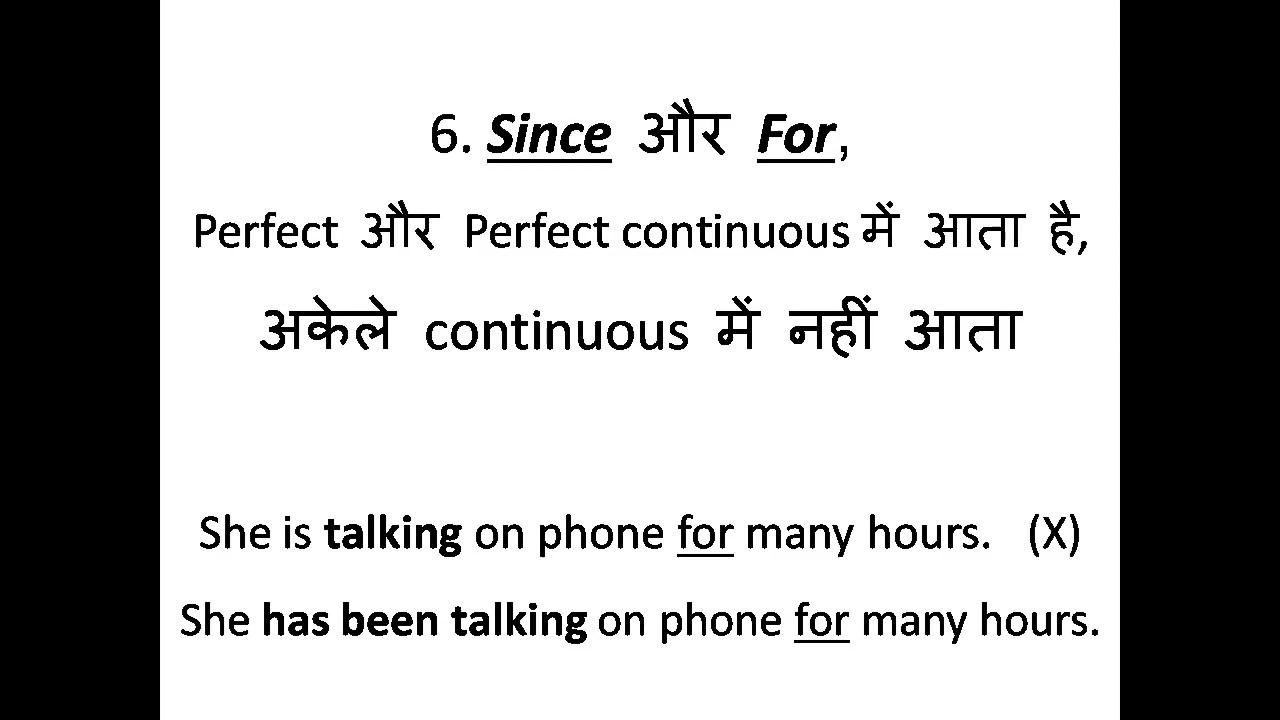 6. Since और For,
Perfect और Perfect continuous में आता है,
अकेले continuous में नहीं आता
She is talking on phone for many hours. (X)
She has been talking on phone for many hours.